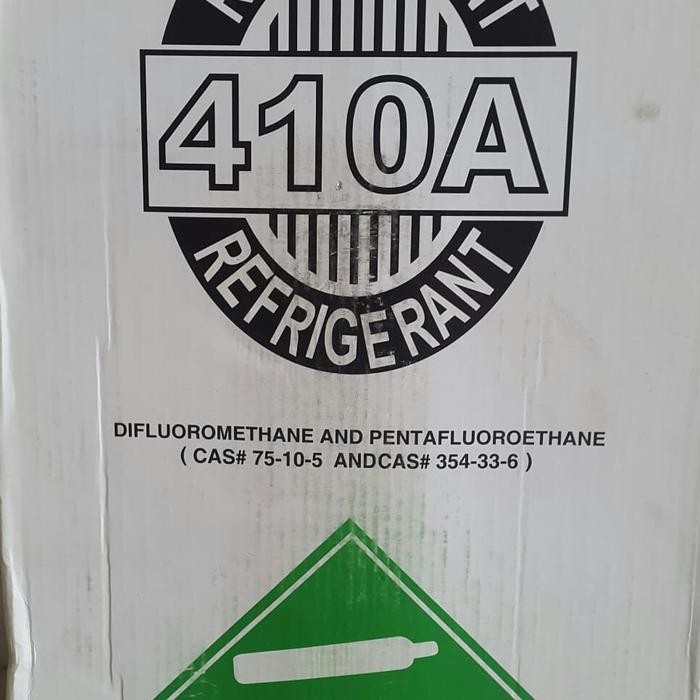 410A
REFRIGERANT
DIFLUOROMETHANE AND PENTAFLUOROETHANE
( CAS# 75-10-5 ANDCAS# 354-33-6 )